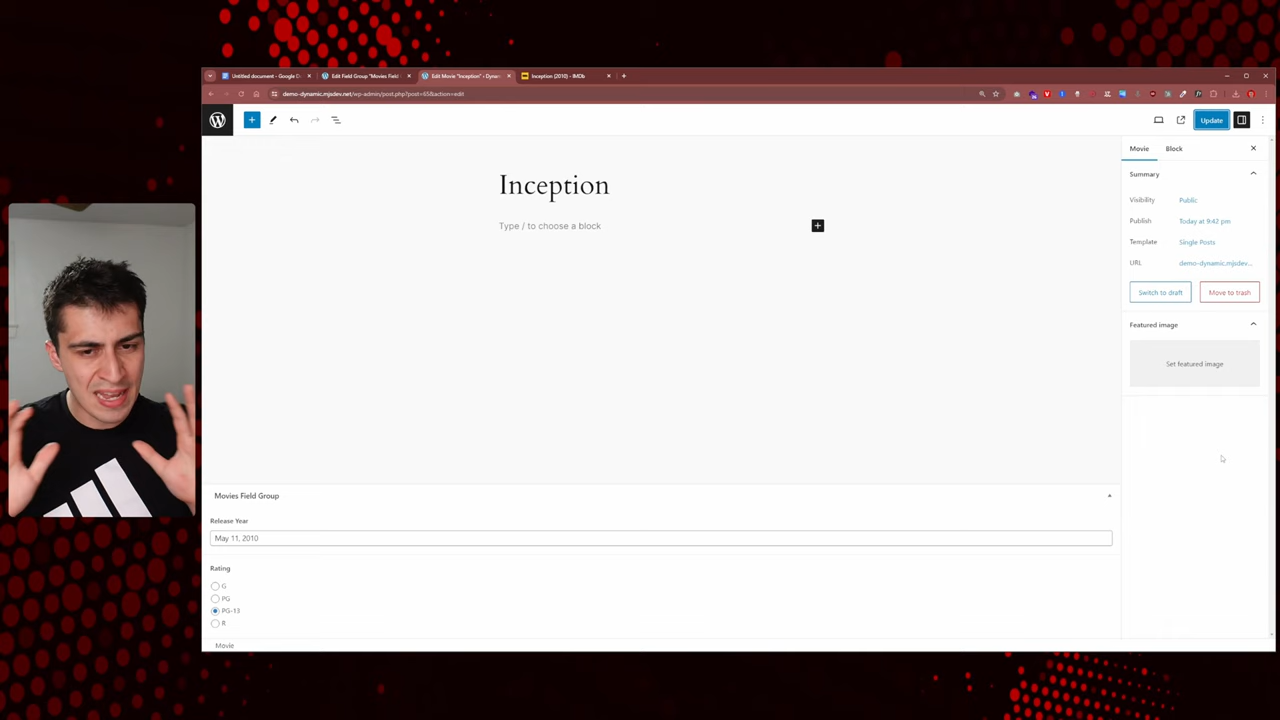 Untitled document - Google D
Edit Field Group "Movies Field
Edit Movie "Inception" ‹ Dyna
Inception (2010) - IMDb
demo-dynamic.mjsdev.net/wp-admin/post.php?post=65&action=edit
Update
Inception
Type / to choose a block
Movie
Block
Summary
Visibility
Public
Publish
Today at 9:42 pm
Template
Single Posts
URL
demo-dynamic.mjsdev...
Switch to draft
Move to trash
Featured image
Set featured image
Movies Field Group
Release Year
May 11, 2010
Rating
G
PG
PG-13
R
Movie